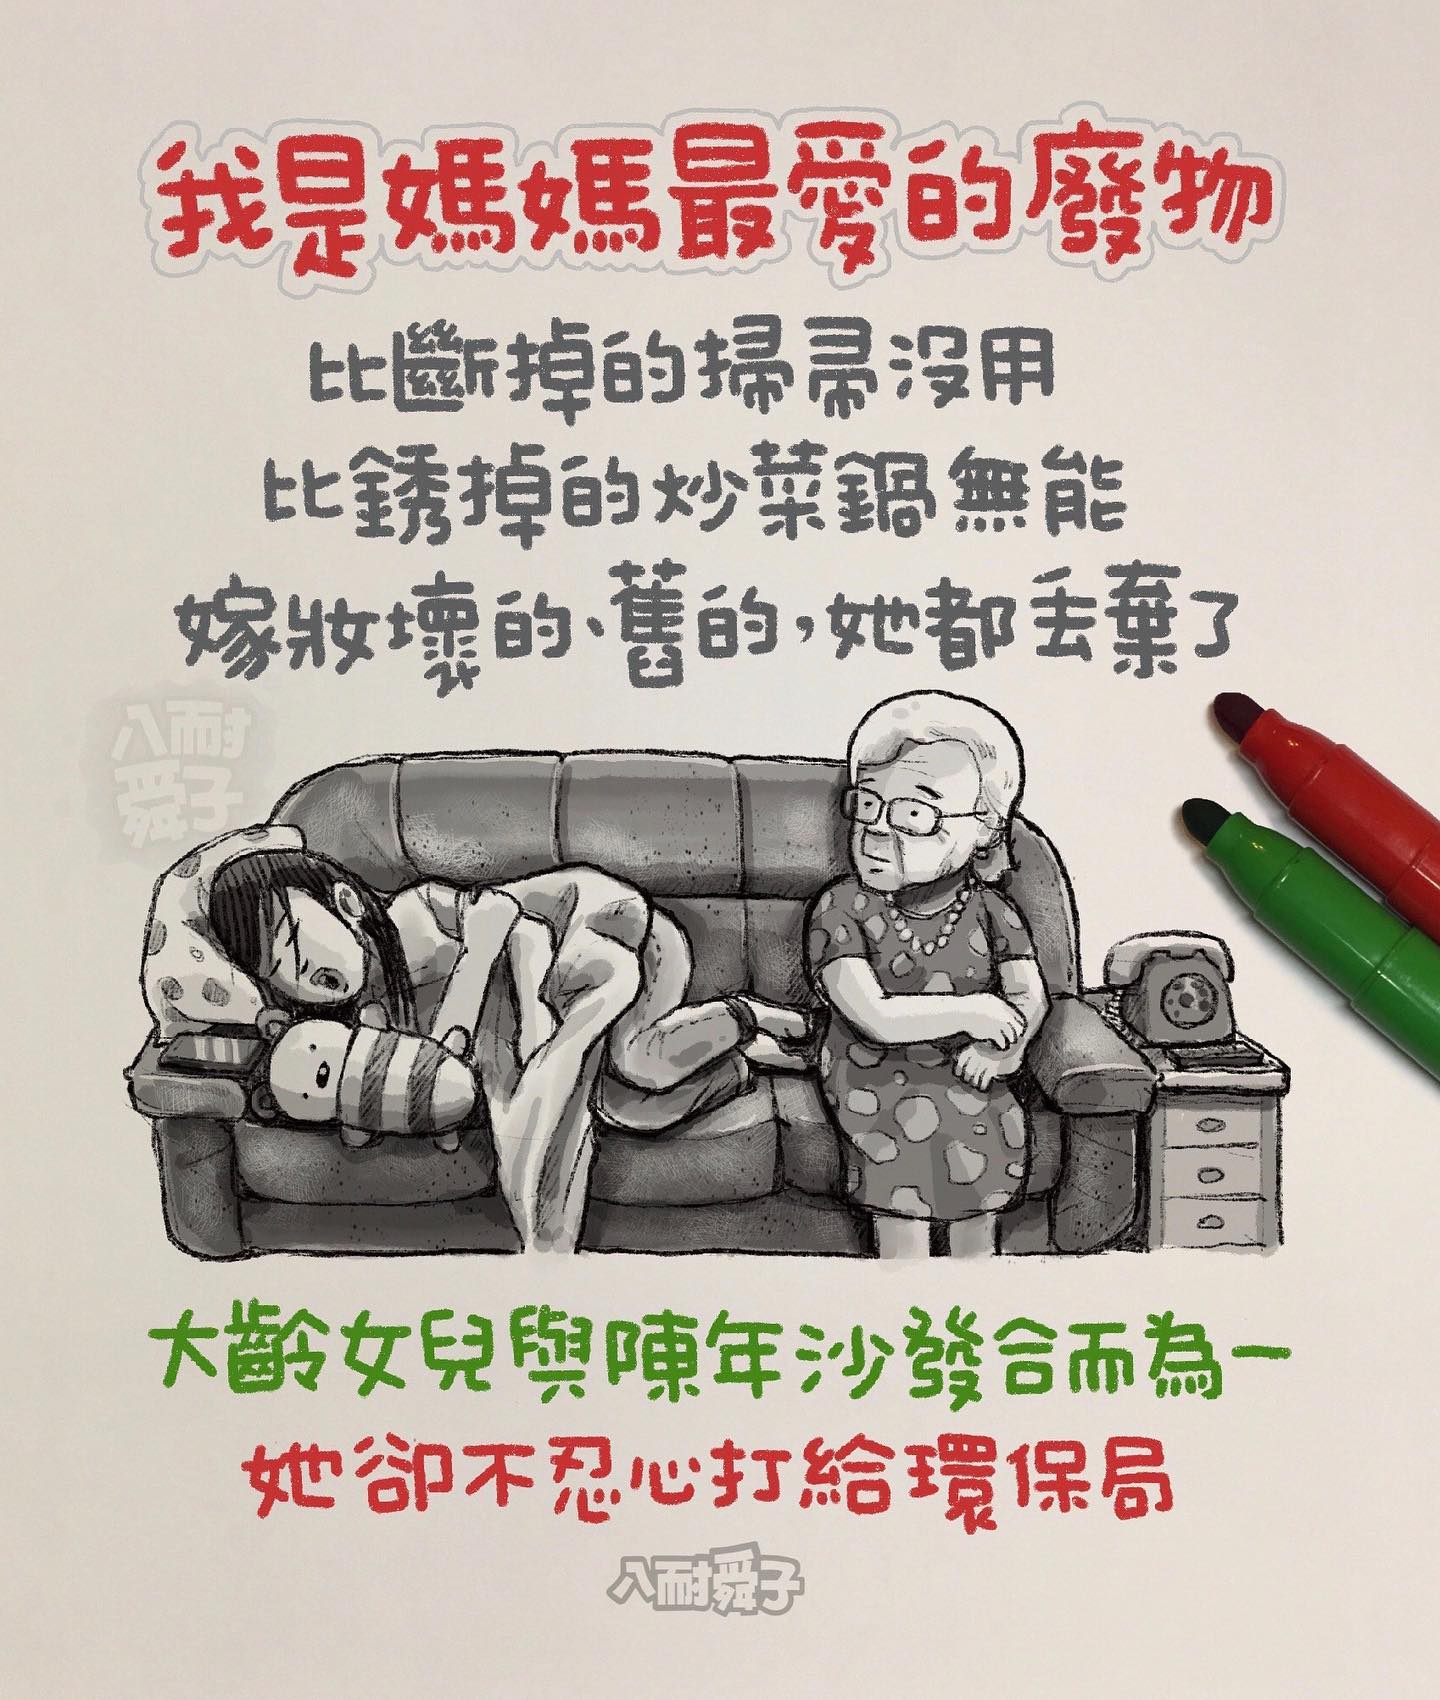 我是媽媽最愛的廢物
比斷掉的掃帚沒用
比銹掉的炒菜鍋無能
嫁妝壞的、舊的,她都丟棄了
八耐舜子
大齡女兒與陳年沙發合而為一
她卻不忍心打給環保局
八耐舜子